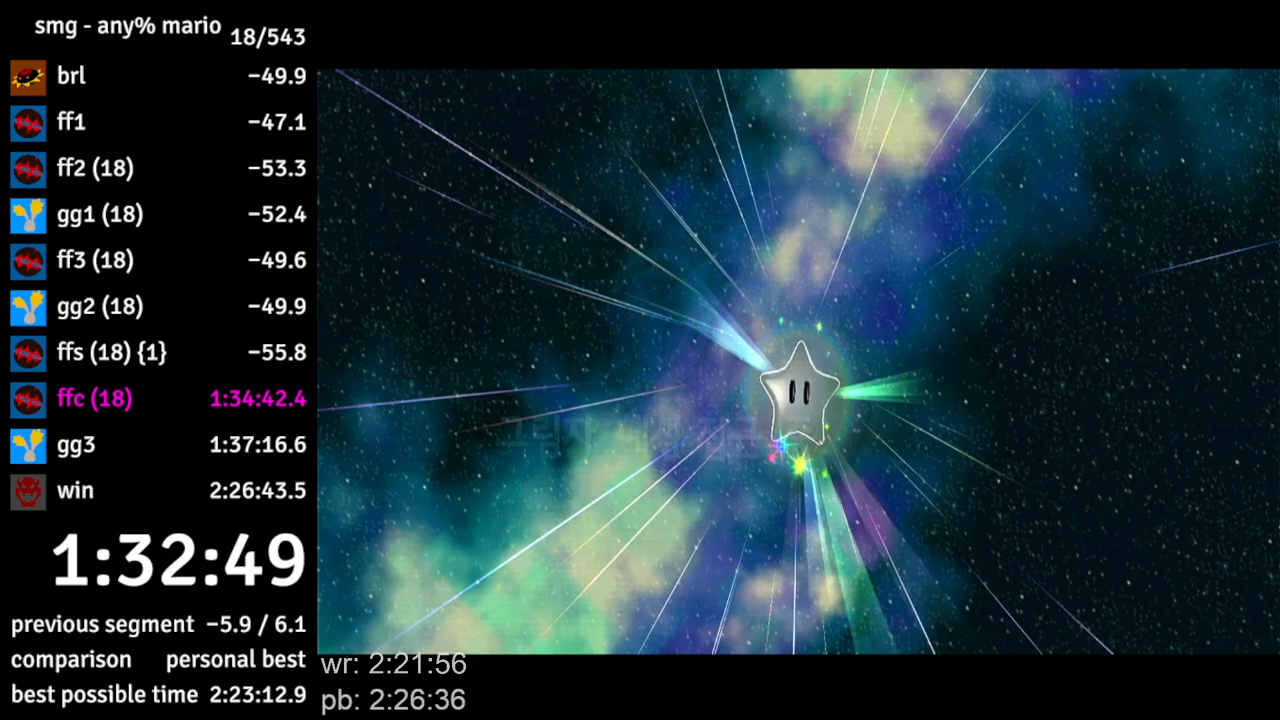 smg - any% mario
18/543
brl −49.9
ff1 −47.1
ff2 (18) −53.3
gg1 (18) −52.4
ff3 (18) −49.6
gg2 (18) −49.9
ffs (18) {1} −55.8
ffc (18) 1:34:42.4
gg3 1:37:16.6
win 2:26:43.5
1:32:49
previous segment −5.9 / 6.1
comparison personal best
best possible time 2:23:12.9
wr: 2:21:56
pb: 2:26:36